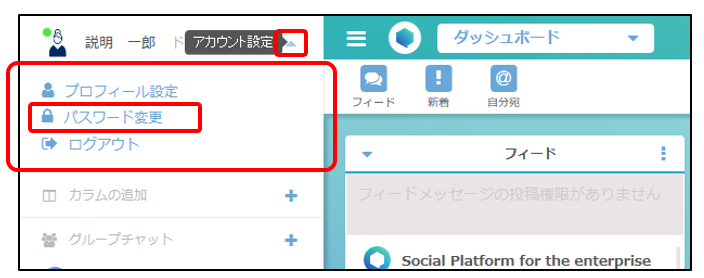 説明 一郎 ド
アカウント設定
プロフィール設定
パスワード変更
ログアウト
カラムの追加
グループチャット
ダッシュボード
フィード
新着
自分宛
フィード
フィードメッセージの投稿権限がありません
Social Platform for the enterprise